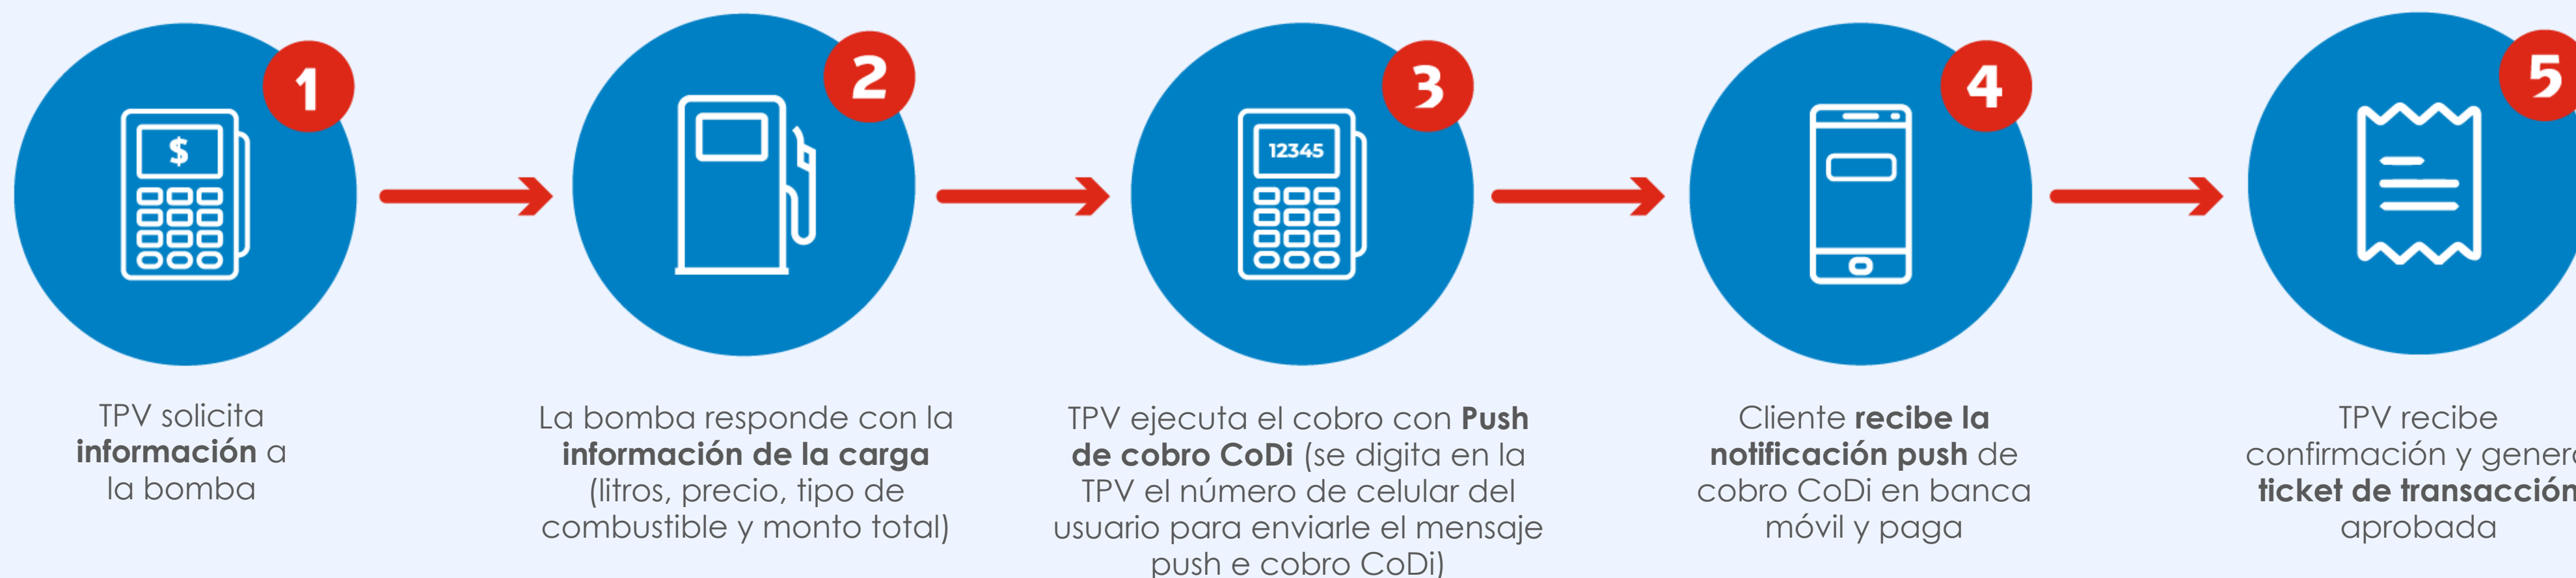 1
$
TPV solicita
información a
la bomba
2
La bomba responde con la
información de la carga
(litros, precio, tipo de
combustible y monto total)
3
12345
TPV ejecuta el cobro con Push
de cobro CoDi (se digita en la
TPV el número de celular del
usuario para enviarle el mensaje
push e cobro CoDi)
4
Cliente recibe la
notificación push de
cobro CoDi en banca
móvil y paga
5
TPV recibe
confirmación y gener
ticket de transacción
aprobada